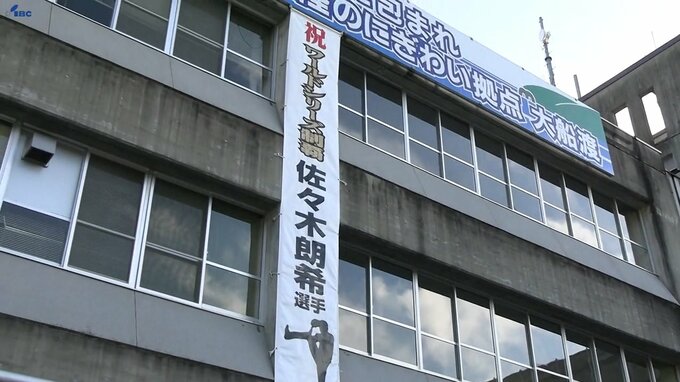 IBC
包まれ
のにぎわい拠点 大船渡
祝
ワールドシリーズ制覇
佐々木朗希
選手